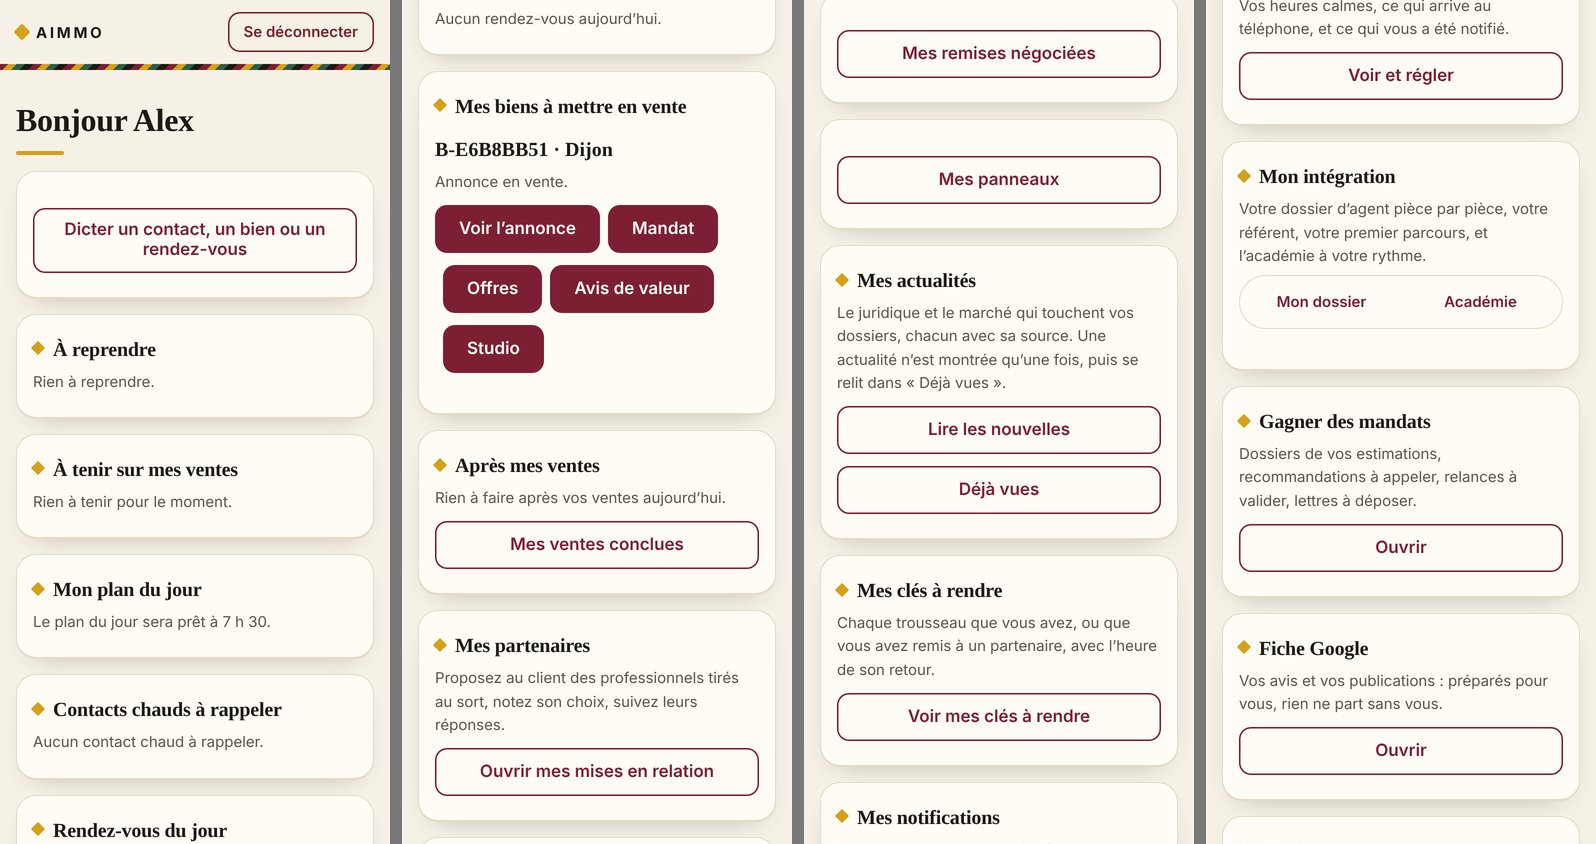 AIMMO
Se déconnecter
Bonjour Alex
Dicter un contact, un bien ou un
rendez-vous
À reprendre
Rien à reprendre.
À tenir sur mes ventes
Rien à tenir pour le moment.
Mon plan du jour
Le plan du jour sera prêt à 7 h 30.
Contacts chauds à rappeler
Aucun contact chaud à rappeler.
Rendez-vous du jour
Aucun rendez-vous aujourd’hui.
Mes biens à mettre en vente
B-E6B8BB51 · Dijon
Annonce en vente.
Voir l’annonce
Mandat
Offres
Avis de valeur
Studio
Après mes ventes
Rien à faire après vos ventes aujourd’hui.
Mes ventes conclues
Mes partenaires
Proposez au client des professionnels tirés
au sort, notez son choix, suivez leurs
réponses.
Ouvrir mes mises en relation
Mes remises négociées
Mes panneaux
Mes actualités
Le juridique et le marché qui touchent vos
dossiers, chacun avec sa source. Une
actualité n’est montrée qu’une fois, puis se
relit dans « Déjà vues ».
Lire les nouvelles
Déjà vues
Mes clés à rendre
Chaque trousseau que vous avez, ou que
vous avez remis à un partenaire, avec l’heure
de son retour.
Voir mes clés à rendre
Mes notifications
Vos heures calmes, ce qui arrive au
téléphone, et ce qui vous a été notifié.
Voir et régler
Mon intégration
Votre dossier d’agent pièce par pièce, votre
référent, votre premier parcours, et
l’académie à votre rythme.
Mon dossier
Académie
Gagner des mandats
Dossiers de vos estimations,
recommandations à appeler, relances à
valider, lettres à déposer.
Ouvrir
Fiche Google
Vos avis et vos publications : préparés pour
vous, rien ne part sans vous.
Ouvrir